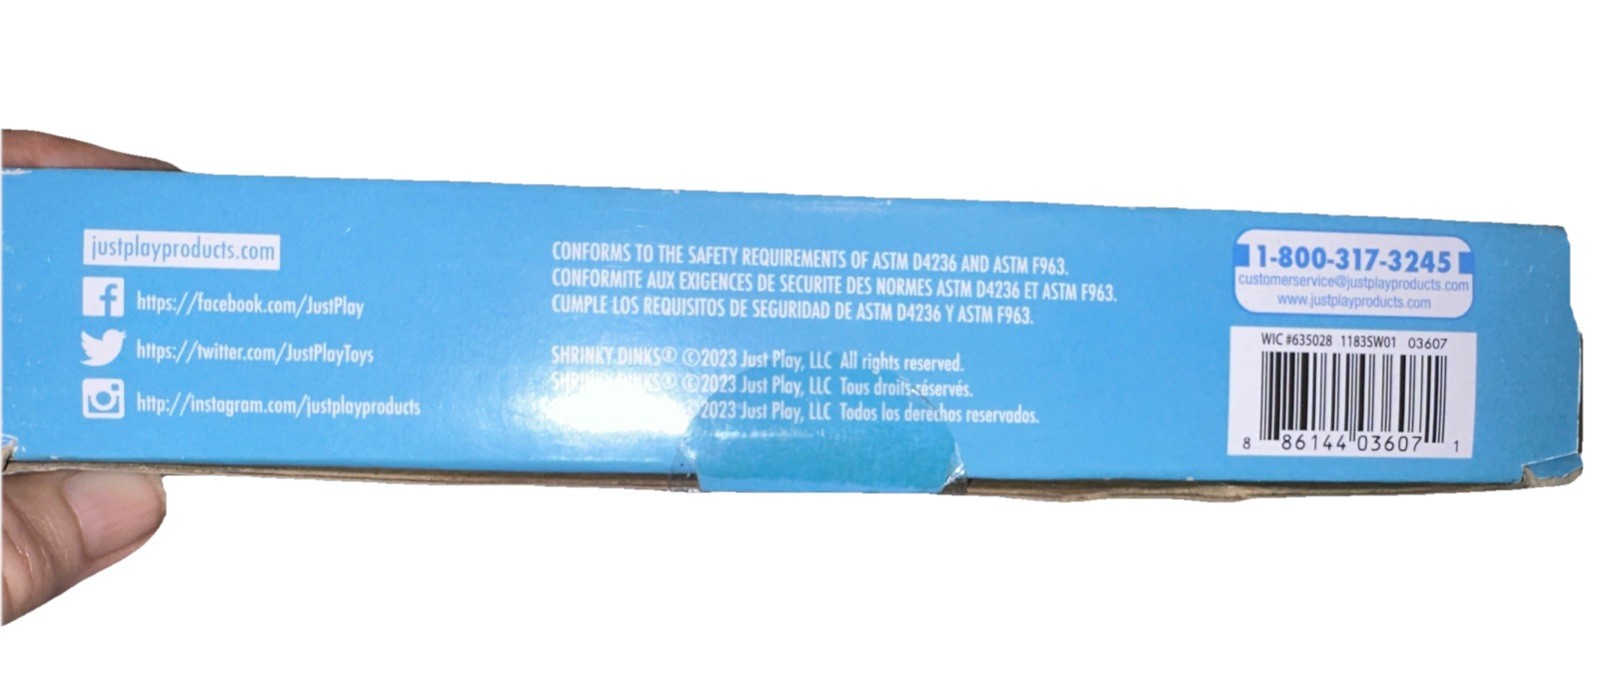 justplayproducts.com
https://facebook.com/JustPlay
https://twitter.com/JustPlayToys
http://instagram.com/justplayproducts
CONFORMS TO THE SAFETY REQUIREMENTS OF ASTM D4236 AND ASTM F963.
CONFORMITE AUX EXIGENCES DE SECURITE DES NORMES ASTM D4236 ET ASTM F963.
CUMPLE LOS REQUISITOS DE SEGURIDAD DE ASTM D4236 Y ASTM F963.
SHRINKY DINKS® ©2023 Just Play, LLC All rights reserved.
SHRINKY DINKS® ©2023 Just Play, LLC Tous droits réservés.
©2023 Just Play, LLC Todos los derechos reservados.
1-800-317-3245
customerservice@justplayproducts.com
www.justplayproducts.com
WIC #635028 1183SW01 03607
8 86144 03607 1